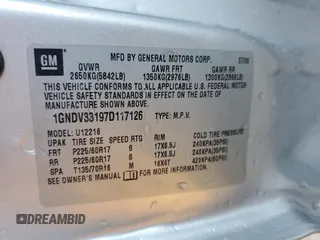 GM
MFD BY GENERAL MOTORS CORP. 07/06
GVWR GAWR FRT GAWR RR
2650KG(5842LB) 1350KG(2976LB) 1300KG(2866LB)
THIS VEHICLE CONFORMS TO ALL APPLICABLE U.S. FEDERAL MOTOR
VEHICLE SAFETY STANDARDS IN EFFECT ON THE DATE OF
MANUFACTURE SHOWN ABOVE.
1GNDV33197D117126 TYPE: M.P.V.
MODEL: U12216
UPAK TIRE SIZE SPEED RTG RIM COLD TIRE PRESSURE
FRT P225/60R17 S 17X6.5J 240KPA(35PSI)
RR P225/60R17 S 17X6.5J 240KPA(35PSI)
SPA T135/70R16 M 16X4T 420KPA(60PSI)
SEE OWNER'S MANUAL FOR ADDITIONAL INFORMATION.
DREAMBID
STAT.VIN